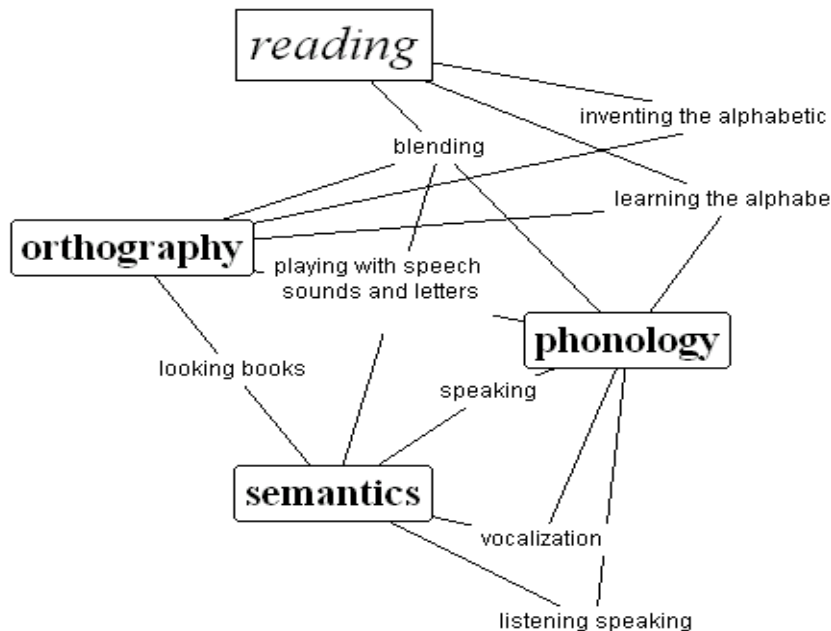 reading
inventing the alphabetic
blending
learning the alphabe
orthography
playing with speech
sounds and letters
phonology
looking books
speaking
semantics
vocalization
listening speaking